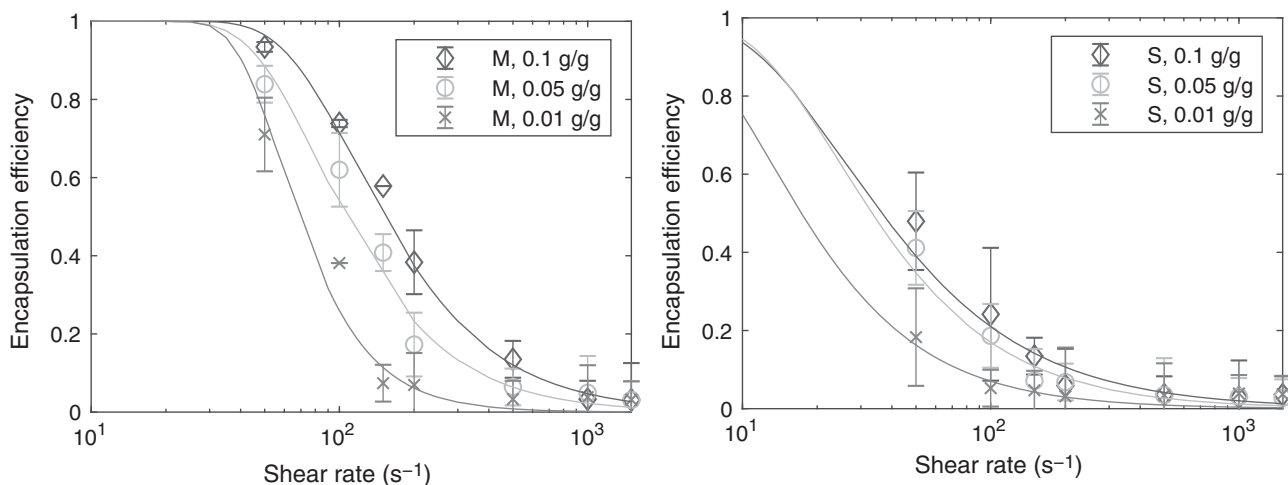 1
0.8
0.6
0.4
0.2
0
Encapsulation efficiency
M, 0.1 g/g
M, 0.05 g/g
M, 0.01 g/g
10¹
10²
10³
Shear rate (s⁻¹)
1
0.8
0.6
0.4
0.2
0
Encapsulation efficiency
S, 0.1 g/g
S, 0.05 g/g
S, 0.01 g/g
10¹
10²
10³
Shear rate (s⁻¹)